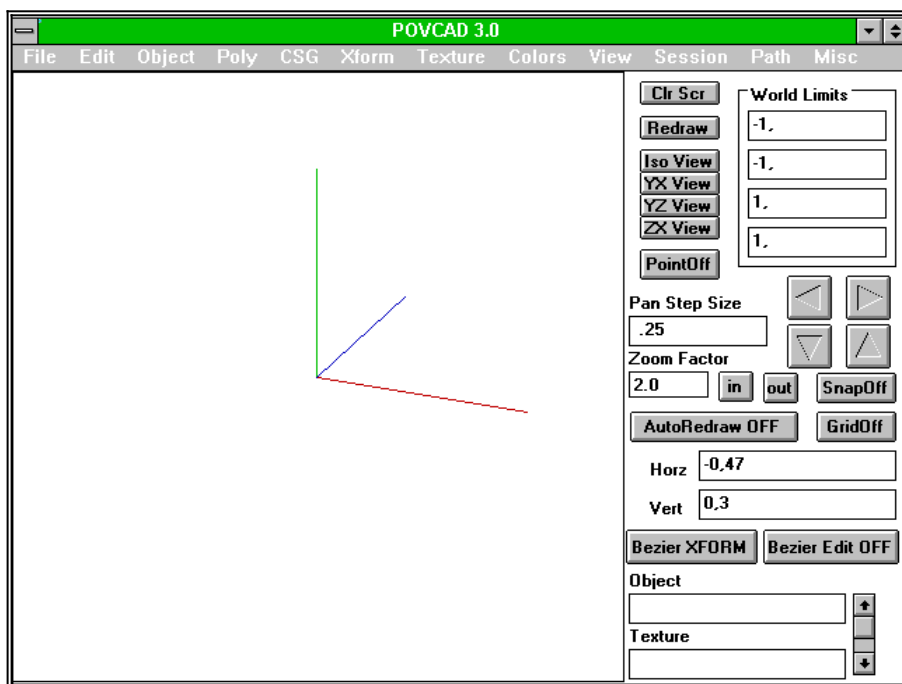 POVCAD 3.0
File Edit Object Poly CSG Xform Texture Colors View Session Path Misc
Clr Scr
World Limits
-1,
Redraw
-1,
Iso View
YX View
YZ View
1,
ZX View
1,
PointOff
Pan Step Size
.25
Zoom Factor
2.0 in out SnapOff
AutoRedraw OFF GridOff
Horz -0,47
Vert 0,3
Bezier XFORM Bezier Edit OFF
Object
Texture